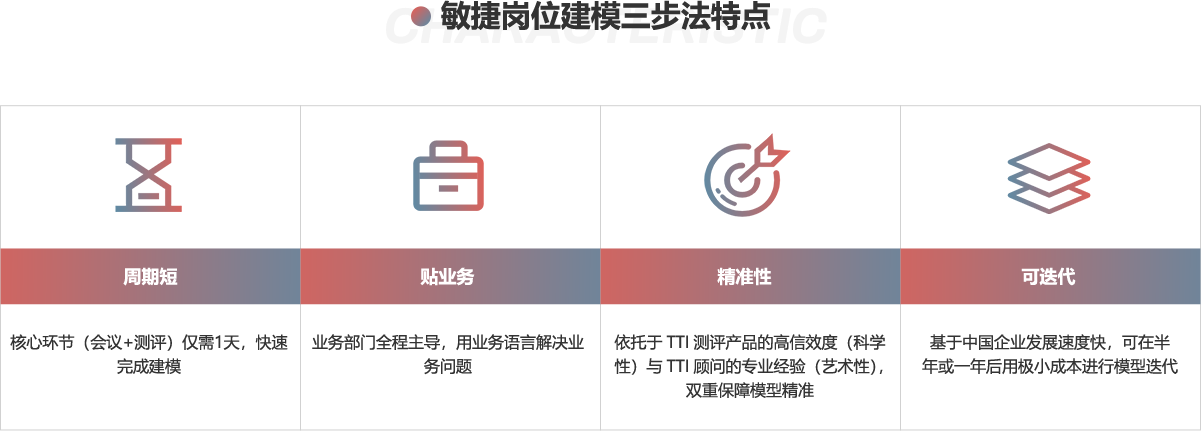 CHARACTERISTIC
敏捷岗位建模三步法特点
周期短
贴业务
精准性
可迭代
核心环节（会议+测评）仅需1天，快速
完成建模
业务部门全程主导，用业务语言解决业
务问题
依托于 TTI 测评产品的高信效度（科学
性）与 TTI 顾问的专业经验（艺术性），
双重保障模型精准
基于中国企业发展速度快，可在半
年或一年后用极小成本进行模型迭代